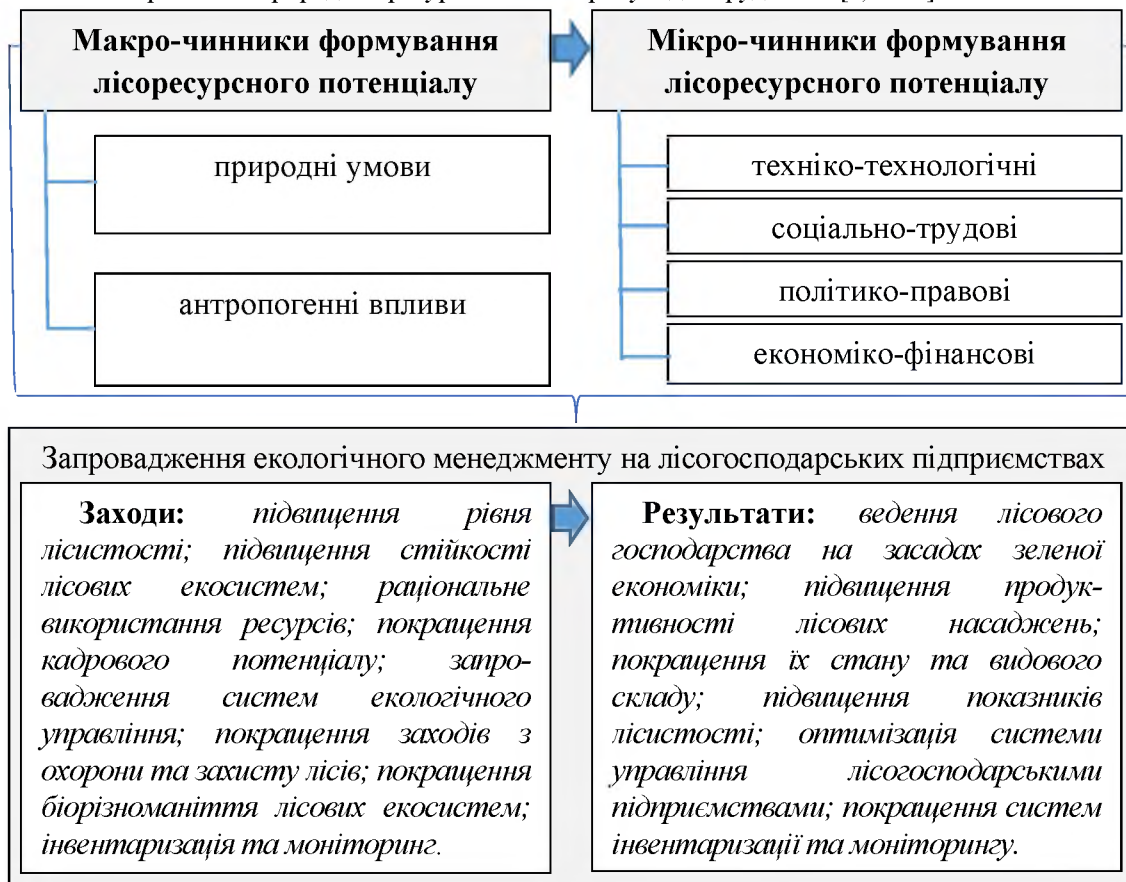 Макро-чинники формування
лісоресурсного потенціалу
природні умови
антропогенні впливи
Мікро-чинники формування
лісоресурсного потенціалу
техніко-технологічні
соціально-трудові
політико-правові
економіко-фінансові
Запровадження екологічного менеджменту на лісогосподарських підприємствах
Заходи: підвищення рівня
лісистості; підвищення стійкості
лісових екосистем; раціональне
використання ресурсів; покращення
кадрового потенціалу; запро-
вадження систем екологічного
управління; покращення заходів з
охорони та захисту лісів; покращення
біорізноманіття лісових екосистем;
інвентаризація та моніторинг.
Результати: ведення лісового
господарства на засадах зеленої
економіки; підвищення продук-
тивності лісових насаджень;
покращення їх стану та видового
складу; підвищення показників
лісистості; оптимізація системи
управління лісогосподарськими
підприємствами; покращення систем
інвентаризації та моніторингу.